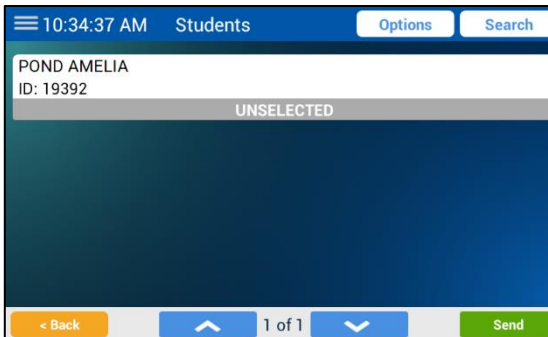 10:34:37 AM Students Options Search
POND AMELIA
ID: 19392
UNSELECTED
< Back 1 of 1 Send